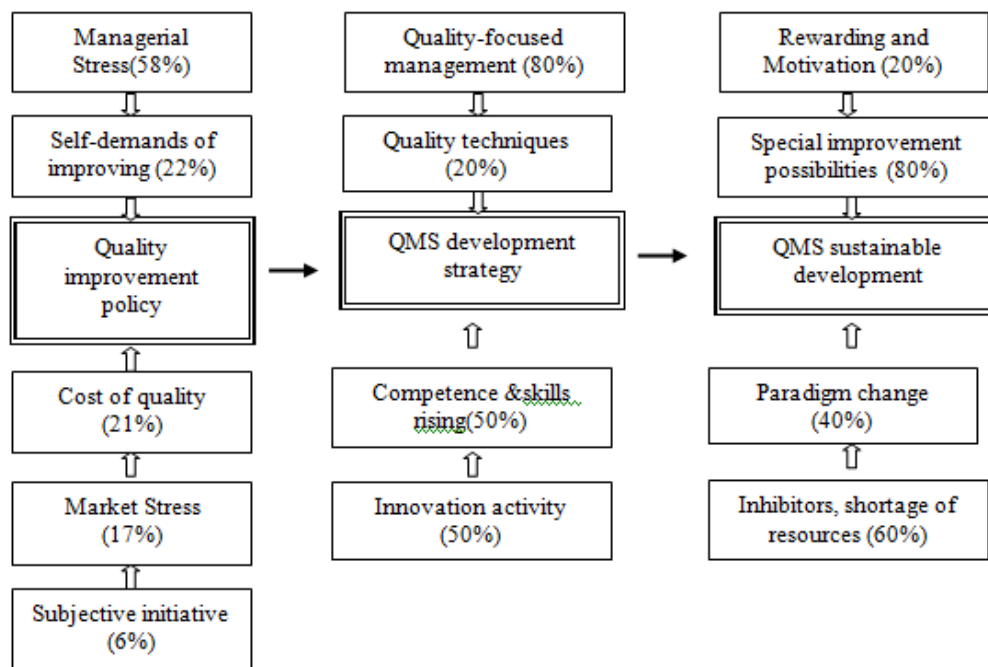 Managerial
Stress(58%)
Self-demands of
improving (22%)
Quality
improvement
policy
Cost of quality
(21%)
Market Stress
(17%)
Subjective initiative
(6%)
Quality-focused
management (80%)
Quality techniques
(20%)
QMS development
strategy
Competence &skills
rising(50%)
Innovation activity
(50%)
Rewarding and
Motivation (20%)
Special improvement
possibilities (80%)
QMS sustainable
development
Paradigm change
(40%)
Inhibitors, shortage of
resources (60%)